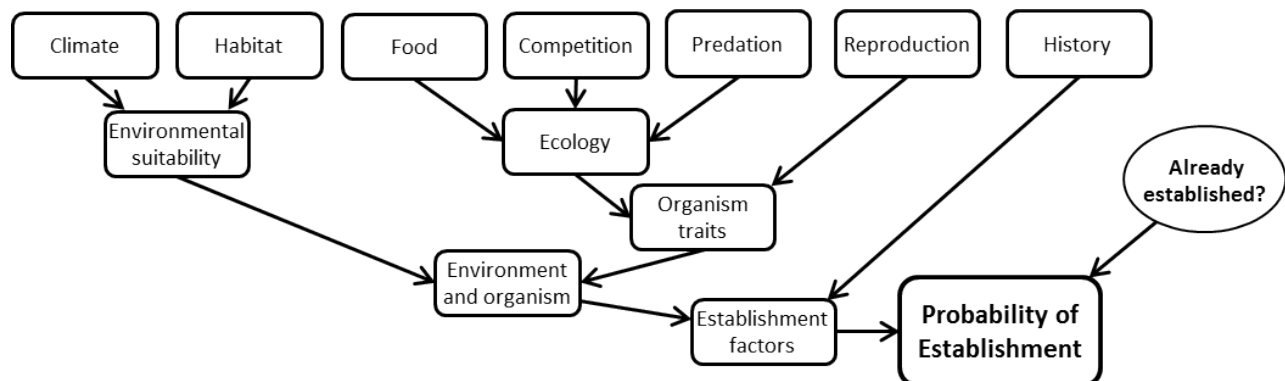 Climate
Habitat
Food
Competition
Predation
Reproduction
History
Environmental
suitability
Ecology
Already
established?
Organism
traits
Environment
and organism
Establishment
factors
Probability of
Establishment